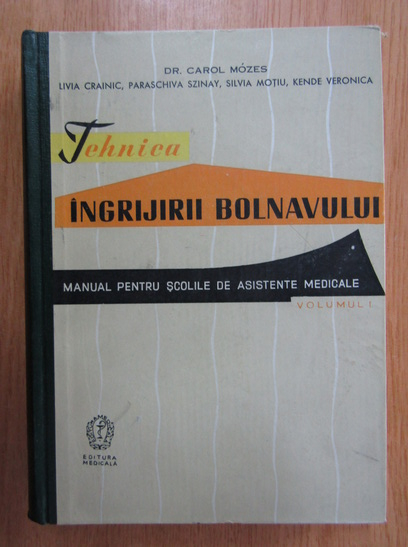 DR. CAROL MÓZES
LIVIA CRAINIC, PARASCHIVA SZINAY, SILVIA MOȚIU, KENDE VERONICA
Tehnica
ÎNGRIJIRII BOLNAVULUI
MANUAL PENTRU ȘCOLILE DE ASISTENTE MEDICALE
VOLUMUL I.
EDITURA
MEDICALĂ